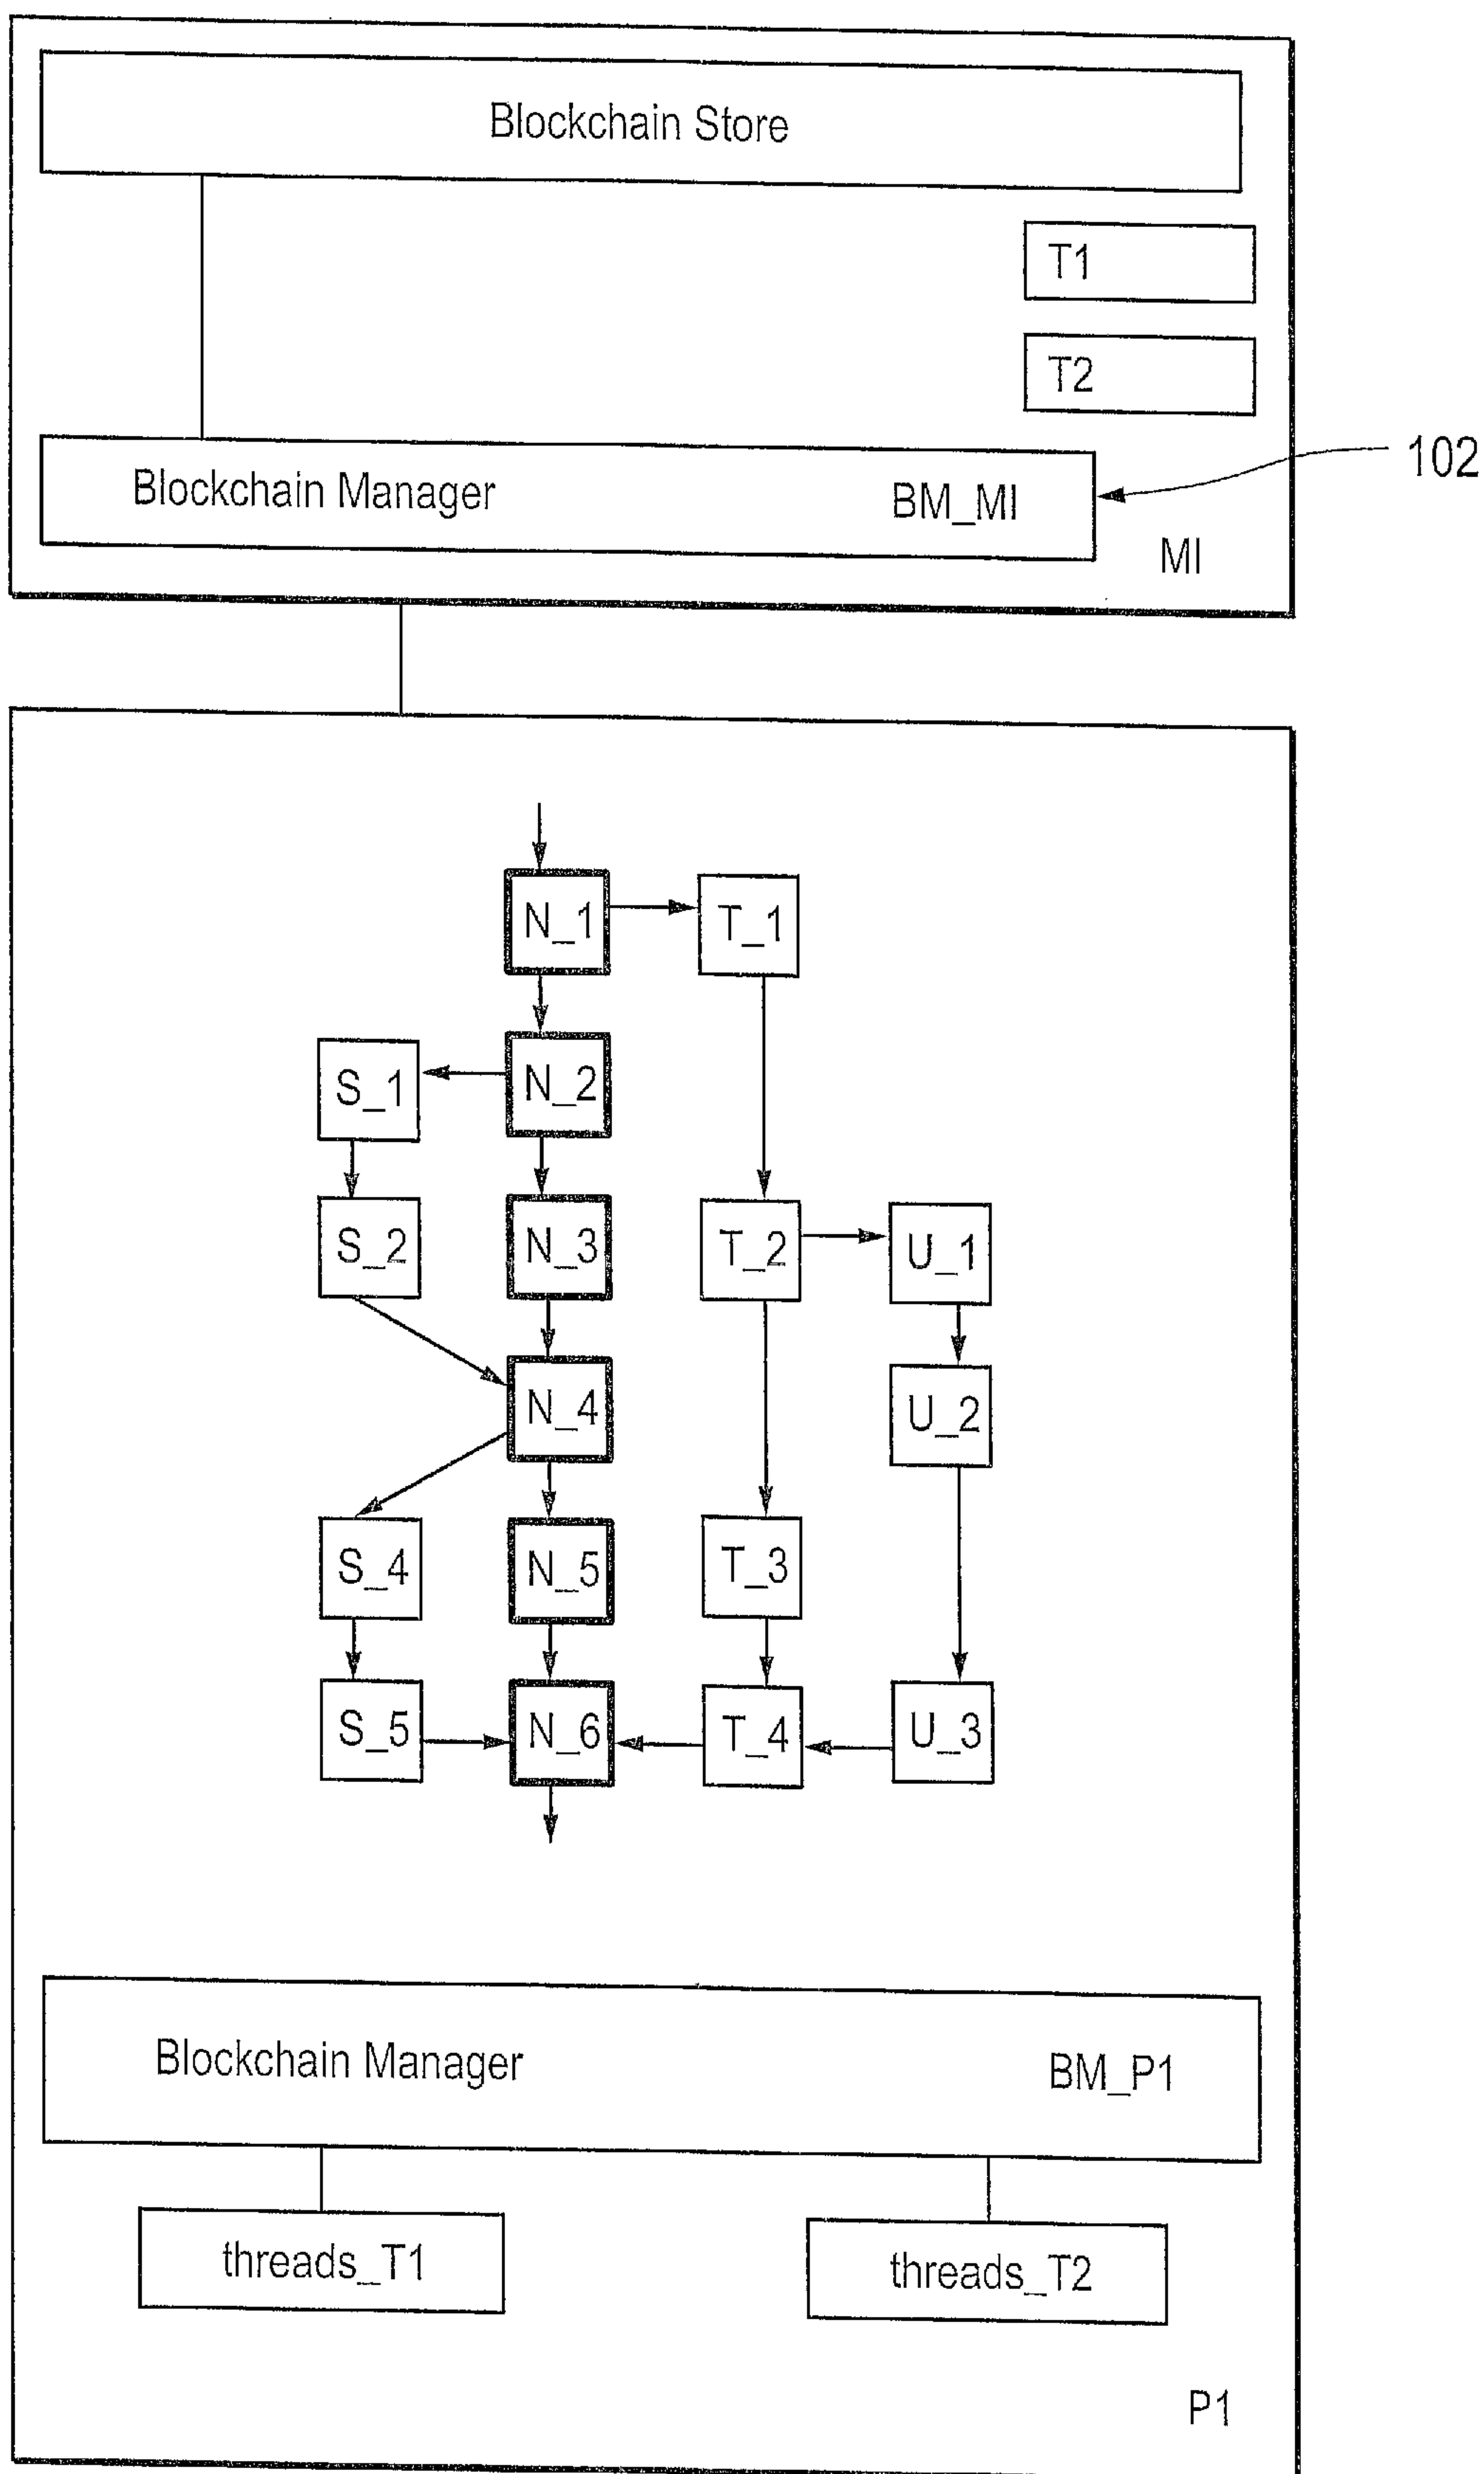 Blockchain Store
T1
T2
Blockchain Manager BM_MI
102
MI
N_1 T_1
S_1 N_2
S_2 N_3 T_2 U_1
N_4 U_2
S_4 N_5 T_3
S_5 N_6 T_4 U_3
Blockchain Manager BM_P1
threads_T1 threads_T2
P1